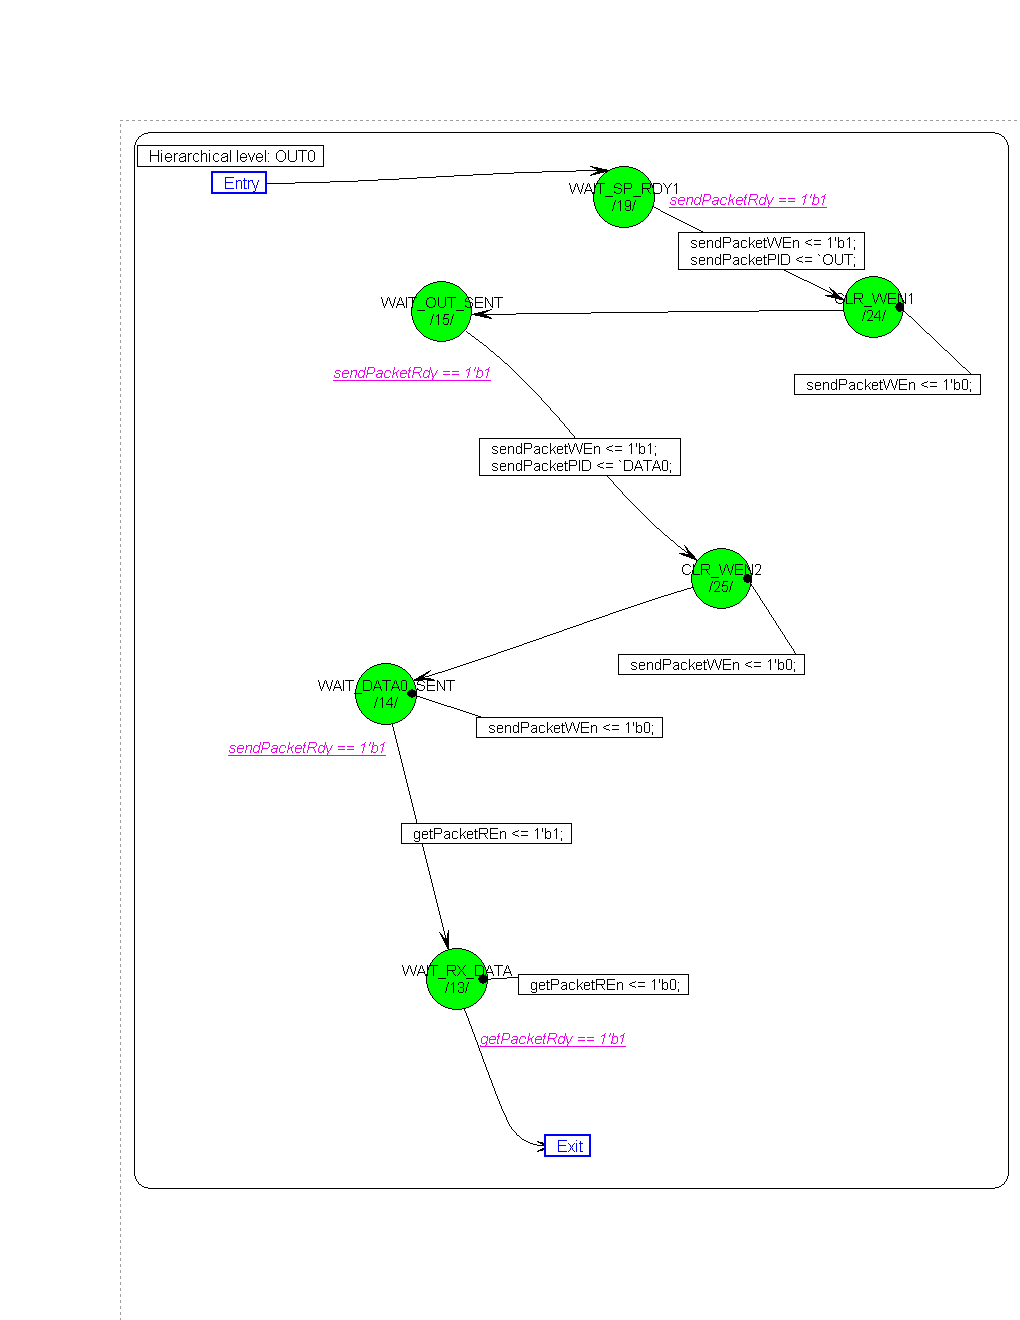 Hierarchical level: OUT0
Entry
WAIT_SP_RDY1
/19/
sendPacketRdy == 1'b1
sendPacketWEn <= 1'b1;
sendPacketPID <= `OUT;
CLR_WEN1
/24/
WAIT_OUT_SENT
/15/
sendPacketRdy == 1'b1
sendPacketWEn <= 1'b0;
sendPacketWEn <= 1'b1;
sendPacketPID <= `DATA0;
CLR_WEN2
/25/
sendPacketWEn <= 1'b0;
WAIT_DATA0_SENT
/14/
sendPacketWEn <= 1'b0;
sendPacketRdy == 1'b1
getPacketREn <= 1'b1;
WAIT_RX_DATA
/13/
getPacketREn <= 1'b0;
getPacketRdy == 1'b1
Exit